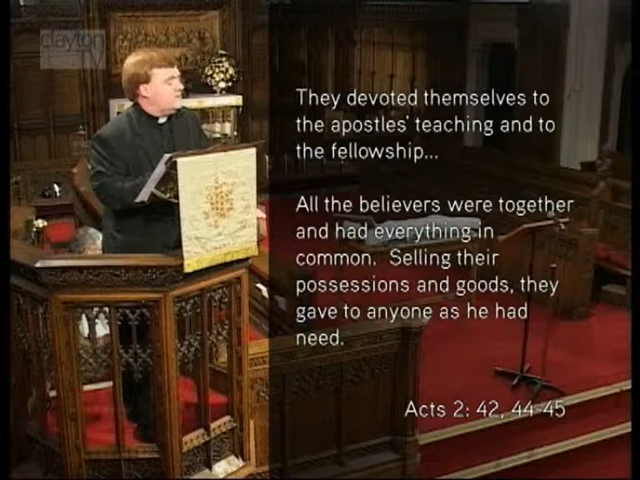 clayton
TV
They devoted themselves to
the apostles' teaching and to
the fellowship...
All the believers were together
and had everything in
common. Selling their
possessions and goods, they
gave to anyone as he had
need.
Acts 2: 42, 44-45